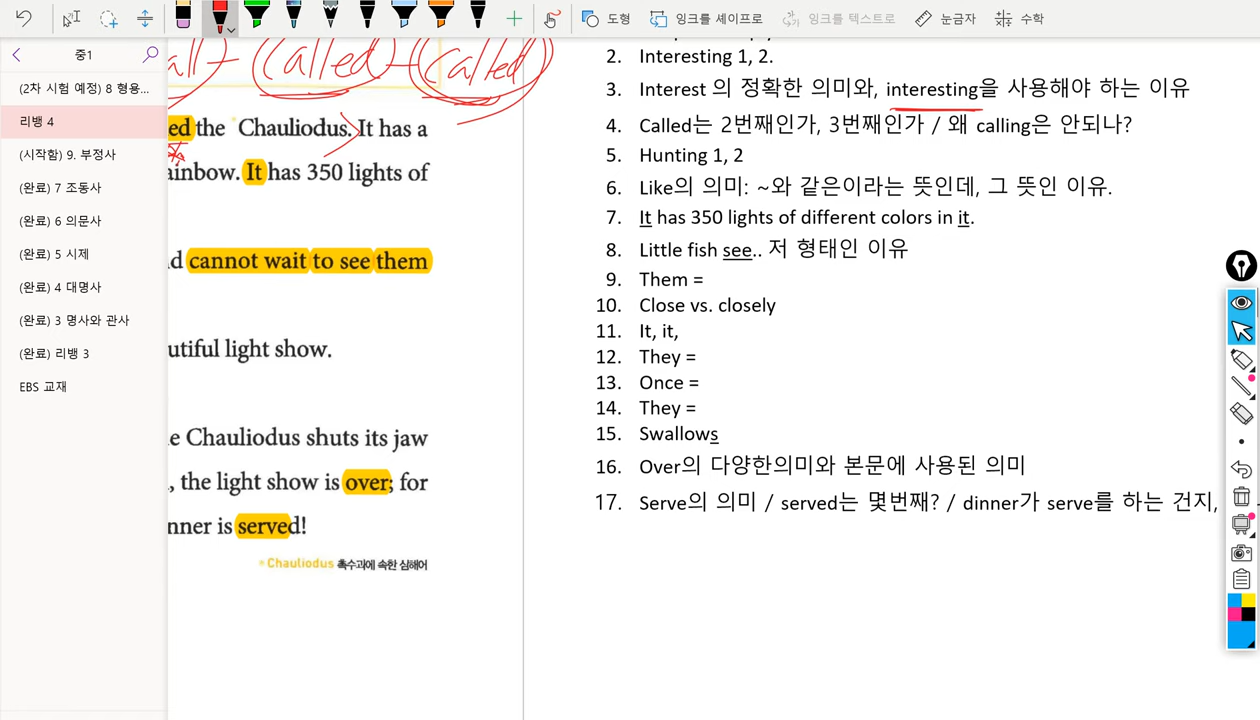 도형
잉크를 셰이프로
잉크를 텍스트로
눈금자
수학
중1
(2차 시험 예정) 8 형용...
리뱅 4
(시작함) 9. 부정사
(완료) 7 조동사
(완료) 6 의문사
(완료) 5 시제
(완료) 4 대명사
(완료) 3 명사와 관사
(완료) 리뱅 3
EBS 교재
all - called - called
ed the *Chauliodus. It has a
ainbow. It has 350 lights of
d cannot wait to see them
utiful light show.
e Chauliodus shuts its jaw
, the light show is over; for
nner is served!
* Chauliodus 촉수과에 속한 심해어
2. Interesting 1, 2.
3. Interest 의 정확한 의미와, interesting을 사용해야 하는 이유
4. Called는 2번째인가, 3번째인가 / 왜 calling은 안되나?
5. Hunting 1, 2
6. Like의 의미: ~와 같은이라는 뜻인데, 그 뜻인 이유.
7. It has 350 lights of different colors in it.
8. Little fish see.. 저 형태인 이유
9. Them =
10. Close vs. closely
11. It, it,
12. They =
13. Once =
14. They =
15. Swallows
16. Over의 다양한의미와 본문에 사용된 의미
17. Serve의 의미 / served는 몇번째? / dinner가 serve를 하는 건지,